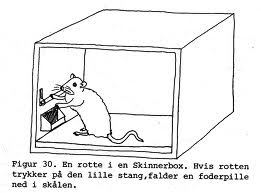 Figur 30. En rotte i en Skinnerbox. Hvis rotten
trykker på den lille stang,falder en foderpille
ned i skålen.